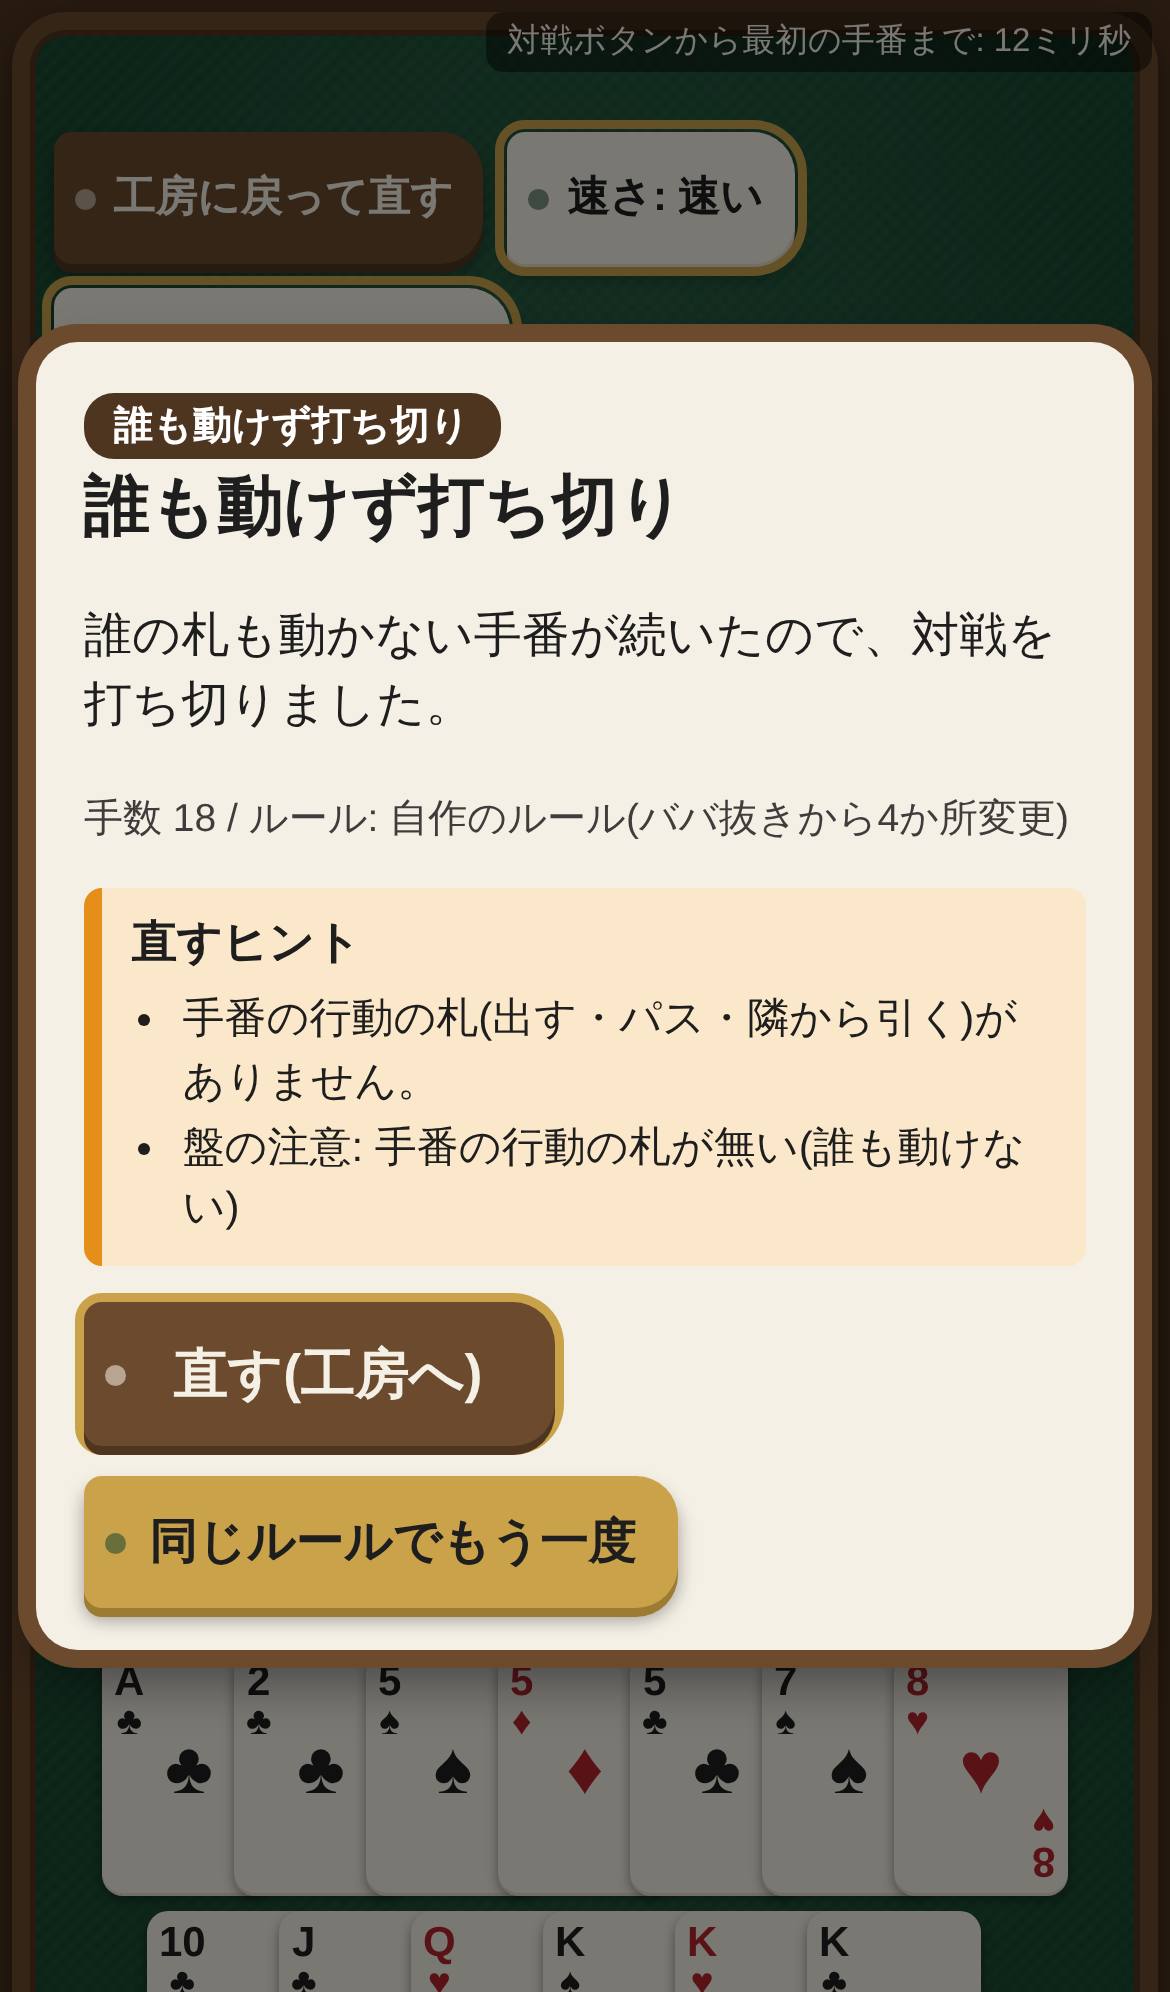 対戦ボタンから最初の手番まで: 12ミリ秒
工房に戻って直す
速さ: 速い
誰も動けず打ち切り
誰も動けず打ち切り
誰の札も動かない手番が続いたので、対戦を
打ち切りました。
手数 18 / ルール: 自作のルール(ババ抜きから4か所変更)
直すヒント
• 手番の行動の札(出す・パス・隣から引く)が
ありません。
• 盤の注意: 手番の行動の札が無い(誰も動けな
い)
直す(工房へ)
同じルールでもう一度
A 2 5 5 5 7 8
♣ ♣ ♠ ♦ ♣ ♠ ♥
♣ ♣ ♠ ♦ ♣ ♠ ♥
♥
8
10 J Q K K K
♣ ♣ ♥ ♠ ♥ ♣